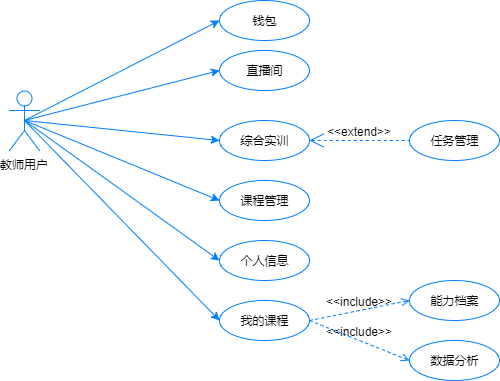 钱包
直播间
综合实训
<<extend>>
任务管理
教师用户
课程管理
个人信息
我的课程
<<include>>
能力档案
<<include>>
数据分析